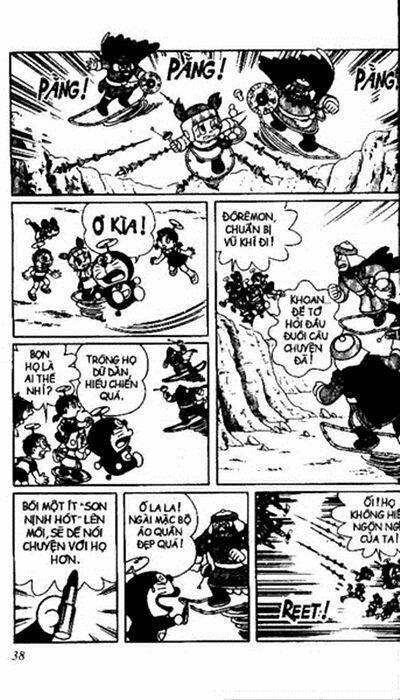 PẰNG!
PẰNG!
PẰNG!
Ơ KÌA!
ĐÔRÊMON,
CHUẨN BỊ
VŨ KHÍ ĐI!
KHOAN,
ĐỂ TỚ
HỎI ĐẦU
ĐUÔI CÂU
CHUYỆN
ĐÃ!
BỌN
HỌ LÀ
AI THẾ
NHỈ?
TRÔNG HỌ
DỮ DẰN,
HIẾU CHIẾN
QUÁ.
BÔI MỘT ÍT "SON
NỊNH HÓT" LÊN
MÔI, SẼ DỄ NÓI
CHUYỆN VỚI HỌ
HƠN.
Ồ LA LA!
NGÀI MẶC BỘ
ÁO QUẦN
ĐẸP QUÁ!
ỐI! HỌ
KHÔNG HIỂ
NGÔN NG
CỦA TA!
REET!
38